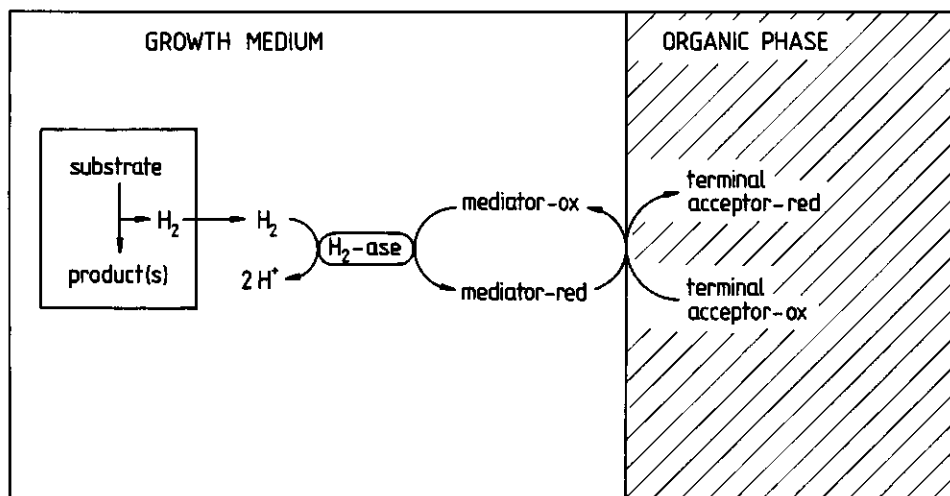 GROWTH MEDIUM
ORGANIC PHASE
substrate
H₂
H₂
product(s)
2H⁺
H₂-ase
mediator-ox
mediator-red
terminal
acceptor-red
terminal
acceptor-ox